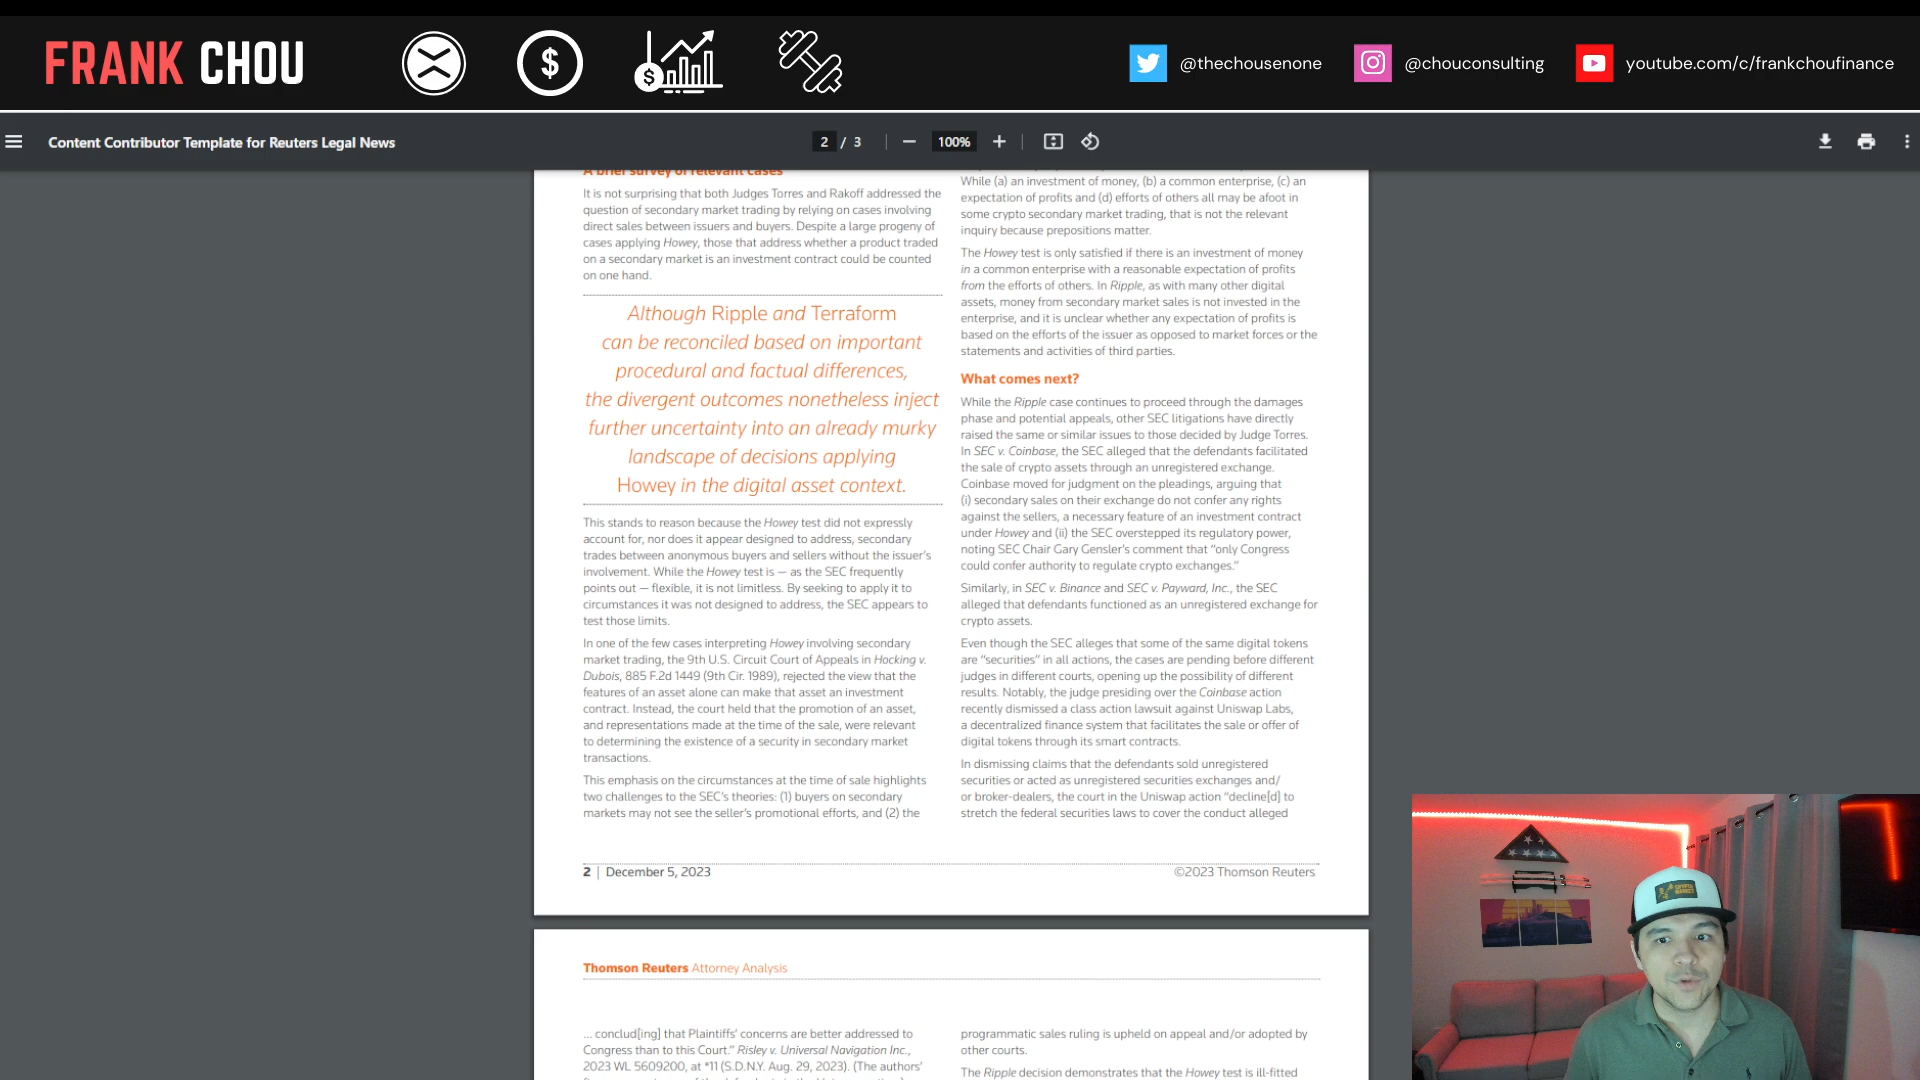 FRANK CHOU
@thechousenone
@chouconsulting
youtube.com/c/frankchoufinance
Content Contributor Template for Reuters Legal News
2 / 3
100%
A brief survey of relevant cases
It is not surprising that both Judges Torres and Rakoff addressed the
question of secondary market trading by relying on cases involving
direct sales between issuers and buyers. Despite a large progeny of
cases applying Howey, those that address whether a product traded
on a secondary market is an investment contract could be counted
on one hand.
Although Ripple and Terraform
can be reconciled based on important
procedural and factual differences,
the divergent outcomes nonetheless inject
further uncertainty into an already murky
landscape of decisions applying
Howey in the digital asset context.
This stands to reason because the Howey test did not expressly
account for, nor does it appear designed to address, secondary
trades between anonymous buyers and sellers without the issuer's
involvement. While the Howey test is — as the SEC frequently
points out — flexible, it is not limitless. By seeking to apply it to
circumstances it was not designed to address, the SEC appears to
test those limits.
In one of the few cases interpreting Howey involving secondary
market trading, the 9th U.S. Circuit Court of Appeals in Hocking v.
Dubois, 885 F.2d 1449 (9th Cir. 1989), rejected the view that the
features of an asset alone can make that asset an investment
contract. Instead, the court held that the promotion of an asset,
and representations made at the time of the sale, were relevant
to determining the existence of a security in secondary market
transactions.
This emphasis on the circumstances at the time of sale highlights
two challenges to the SEC's theories: (1) buyers on secondary
markets may not see the seller's promotional efforts, and (2) the
While (a) an investment of money, (b) a common enterprise, (c) an
expectation of profits and (d) efforts of others all may be afoot in
some crypto secondary market trading, that is not the relevant
inquiry because prepositions matter.
The Howey test is only satisfied if there is an investment of money
in a common enterprise with a reasonable expectation of profits
from the efforts of others. In Ripple, as with many other digital
assets, money from secondary market sales is not invested in the
enterprise, and it is unclear whether any expectation of profits is
based on the efforts of the issuer as opposed to market forces or the
statements and activities of third parties.
What comes next?
While the Ripple case continues to proceed through the damages
phase and potential appeals, other SEC litigations have directly
raised the same or similar issues to those decided by Judge Torres.
In SEC v. Coinbase, the SEC alleged that the defendants facilitated
the sale of crypto assets through an unregistered exchange.
Coinbase moved for judgment on the pleadings, arguing that
(i) secondary sales on their exchange do not confer any rights
against the sellers, a necessary feature of an investment contract
under Howey and (ii) the SEC overstepped its regulatory power,
noting SEC Chair Gary Gensler's comment that "only Congress
could confer authority to regulate crypto exchanges."
Similarly, in SEC v. Binance and SEC v. Payward, Inc., the SEC
alleged that defendants functioned as an unregistered exchange for
crypto assets.
Even though the SEC alleges that some of the same digital tokens
are "securities" in all actions, the cases are pending before different
judges in different courts, opening up the possibility of different
results. Notably, the judge presiding over the Coinbase action
recently dismissed a class action lawsuit against Uniswap Labs,
a decentralized finance system that facilitates the sale or offer of
digital tokens through its smart contracts.
In dismissing claims that the defendants sold unregistered
securities or acted as unregistered securities exchanges and/
or broker-dealers, the court in the Uniswap action "decline[d] to
stretch the federal securities laws to cover the conduct alleged
2 | December 5, 2023
©2023 Thomson Reuters
Thomson Reuters Attorney Analysis
... conclud[ing] that Plaintiffs' concerns are better addressed to
Congress than to this Court." Risley v. Universal Navigation Inc.,
2023 WL 5609200, at *11 (S.D.N.Y. Aug. 29, 2023). (The authors'
programmatic sales ruling is upheld on appeal and/or adopted by
other courts.
The Ripple decision demonstrates that the Howey test is ill-fitted